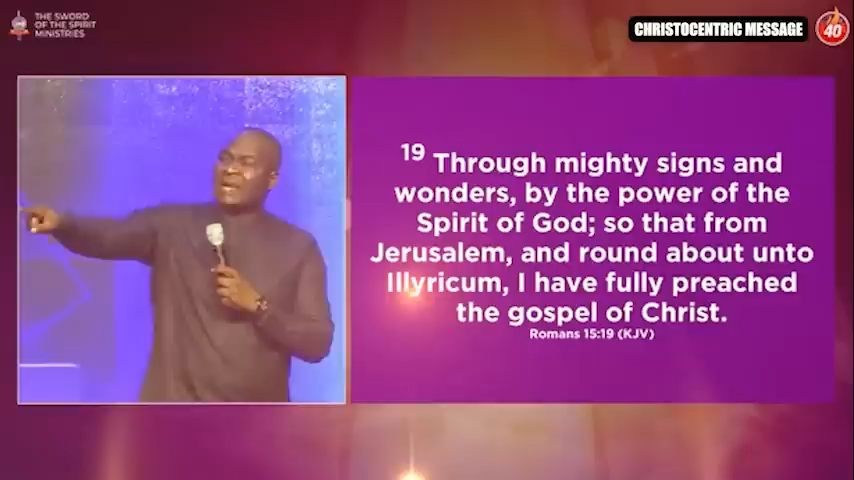 THE SWORD
OF THE SPIRIT
MINISTRIES
CHRISTOCENTRIC MESSAGE
40
19 Through mighty signs and
wonders, by the power of the
Spirit of God; so that from
Jerusalem, and round about unto
Illyricum, I have fully preached
the gospel of Christ.
Romans 15:19 (KJV)